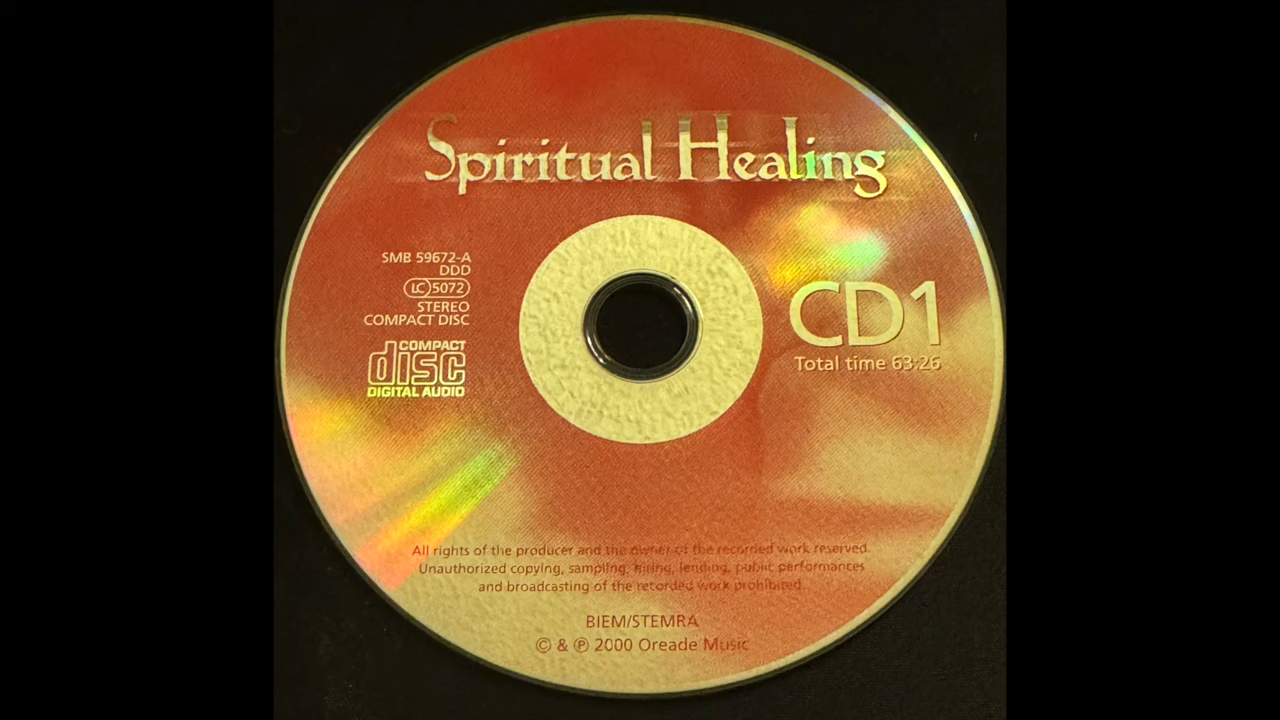 Spiritual Healing
SMB 59672-A
DDD
LC 5072
STEREO
COMPACT DISC
COMPACT
disc
DIGITAL AUDIO
CD1
Total time 63:26
All rights of the producer and the owner of the recorded work reserved.
Unauthorized copying, sampling, hiring, lending, public performances
and broadcasting of the recorded work prohibited.
BIEM/STEMRA
© & ℗ 2000 Oreade Music